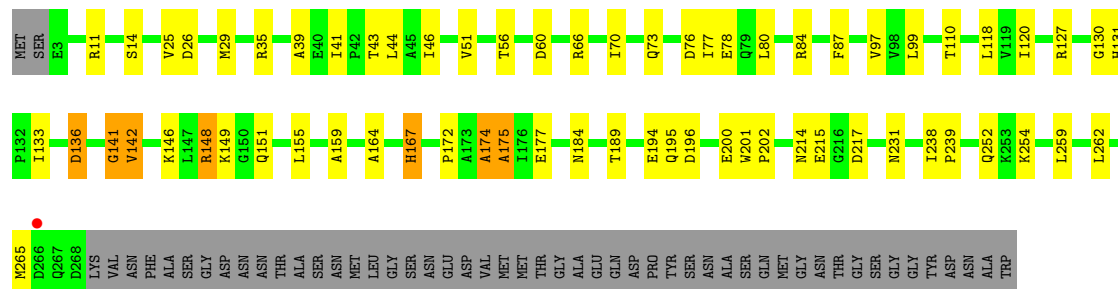 MET SER E3 R11 S14 V25 D26 M29 R35 A39 E40 I41 P42 T43 L44 A45 I46 V51 T56 D60 R66 I70 Q73 D76 I77 E78 Q79 L80 R84 F87 V97 V98 L99 T110 L118 V119 I120 R127 G130
P132 I133 D136 G141 V142 K146 L147 R148 K149 G150 Q151 L155 A159 A164 H167 P172 A173 A174 A175 I176 E177 N184 T189 E194 Q195 D196 E200 W201 P202 N214 E215 G216 D217 N231 I238 P239 Q252 K253 K254 L259 L262
M265 D266 Q267 D268 LYS VAL ASN PHE ALA SER GLY ASP ASN ASN THR ALA SER ASN MET LEU GLY SER ASN GLU ASP VAL MET MET THR GLY ALA GLU GLN ASP PRO TYR SER ASN ALA SER GLN MET GLY ASN THR GLY SER GLY GLY TYR ASP ASN ALA TRP